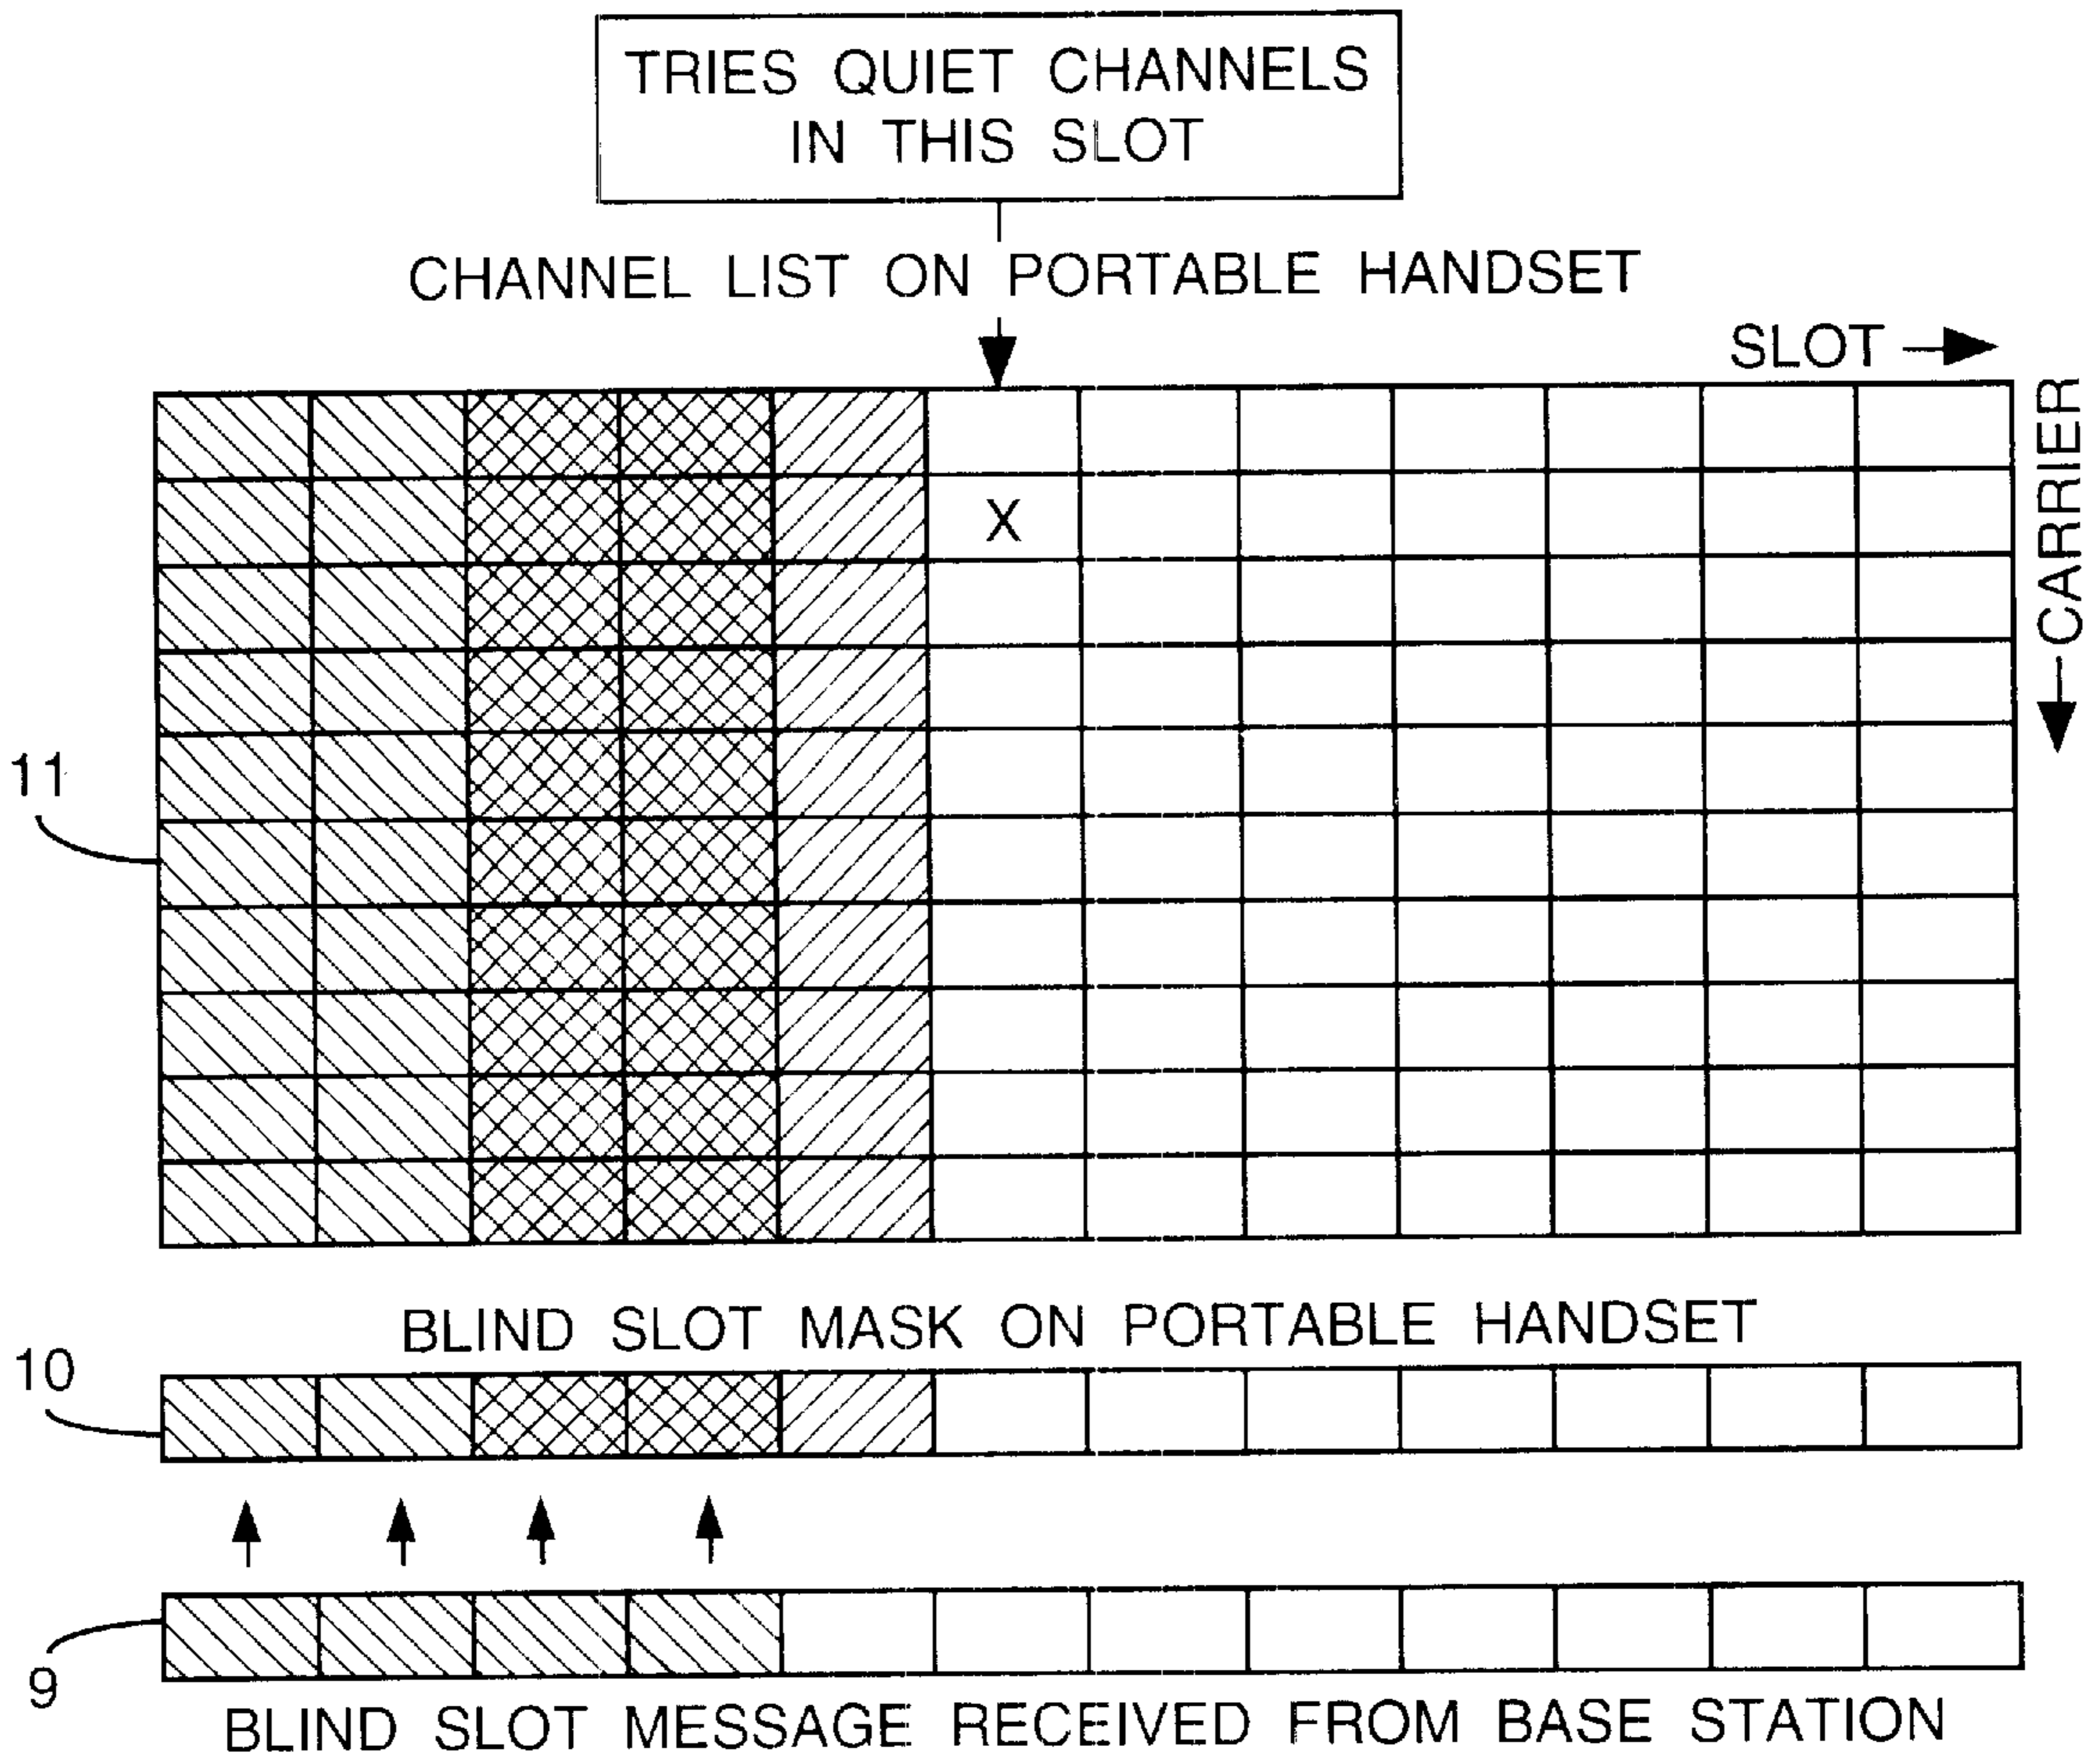 TRIES QUIET CHANNELS
IN THIS SLOT
CHANNEL LIST ON PORTABLE HANDSET
SLOT
CARRIER
X
11
BLIND SLOT MASK ON PORTABLE HANDSET
10
9
BLIND SLOT MESSAGE RECEIVED FROM BASE STATION